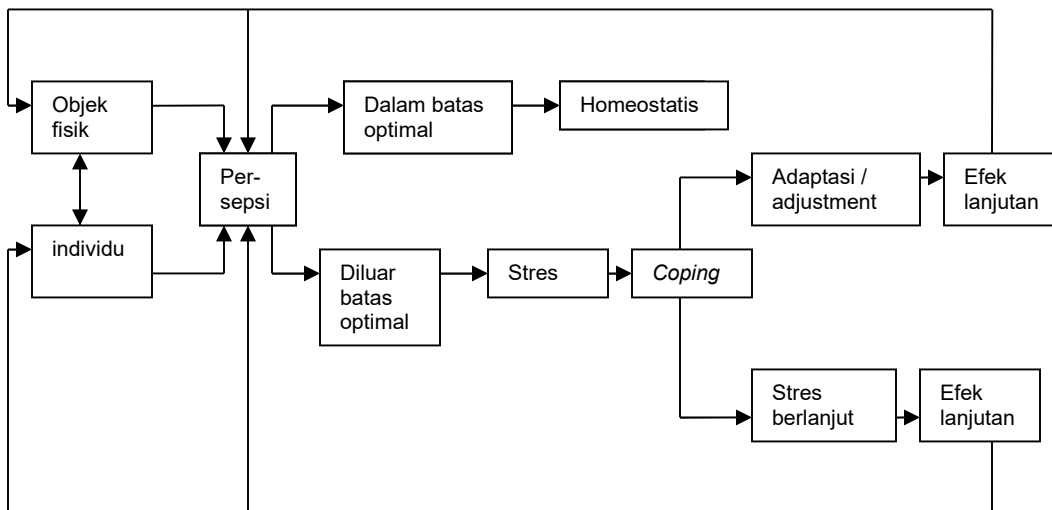 Objek
fisik
Dalam batas
optimal
Homeostatis
Per-
sepsi
Adaptasi /
adjustment
Efek
lanjutan
individu
Diluar
batas
optimal
Stres
Coping
Stres
berlanjut
Efek
lanjutan